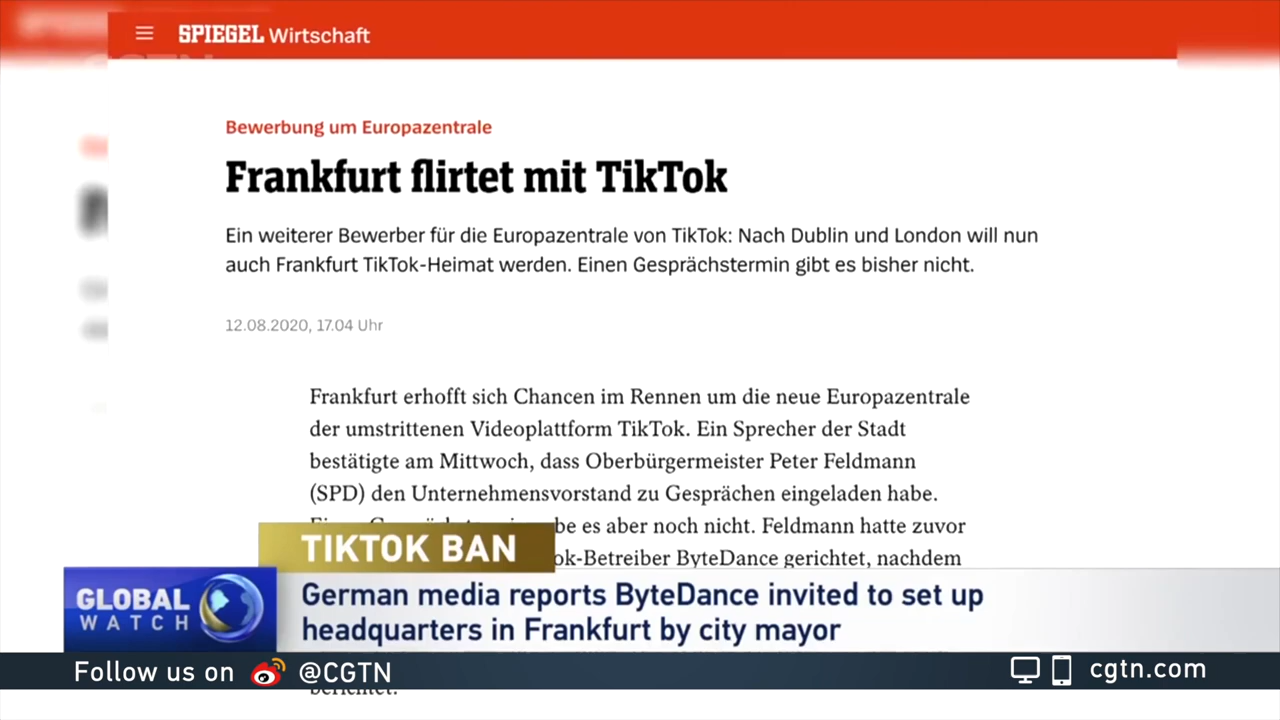 SPIEGEL Wirtschaft
Bewerbung um Europazentrale
Frankfurt flirtet mit TikTok
Ein weiterer Bewerber für die Europazentrale von TikTok: Nach Dublin und London will nun
auch Frankfurt TikTok-Heimat werden. Einen Gesprächstermin gibt es bisher nicht.
12.08.2020, 17.04 Uhr
Frankfurt erhofft sich Chancen im Rennen um die neue Europazentrale
der umstrittenen Videoplattform TikTok. Ein Sprecher der Stadt
bestätigte am Mittwoch, dass Oberbürgermeister Peter Feldmann
(SPD) den Unternehmensvorstand zu Gesprächen eingeladen habe.
es aber noch nicht. Feldmann hatte zuvor
TIKTOK BAN
ByteDance gerichtet, nachdem
GLOBAL
WATCH
German media reports ByteDance invited to set up
headquarters in Frankfurt by city mayor
Follow us on @CGTN
cgtn.com